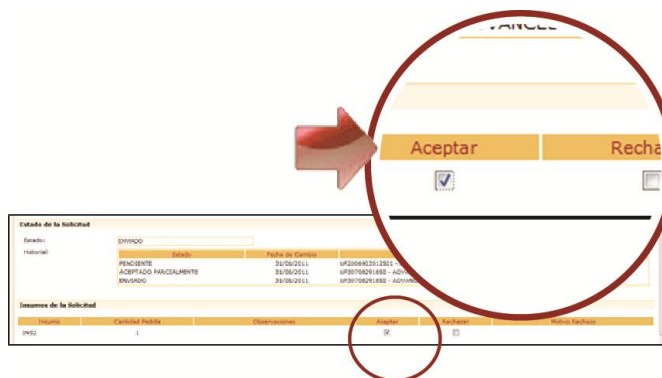 Aceptar Recha
Estado de la Solicitud
Estado: ENVIADO
Historial: Estado Fecha de Cambio
PENDIENTE 31/08/2011
ACEPTADO PARCIALMENTE 31/08/2011
ENVIADO 31/08/2011
Insumos de la Solicitud
Insumo Cantidad Pedida Observaciones Aceptar Rechazar Motivo Rechazo
1